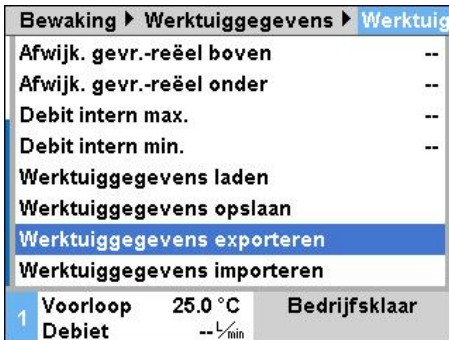 Bewaking ▶ Werktuiggegevens ▶ Werktuig
Afwijk. gevr.-reëel boven --
Afwijk. gevr.-reëel onder --
Debit intern max. --
Debit intern min. --
Werktuiggegevens laden
Werktuiggegevens opslaan
Werktuiggegevens exporteren
Werktuiggegevens importeren
1 Voorloop 25.0 °C Bedrijfsklaar
Debiet -- L/min